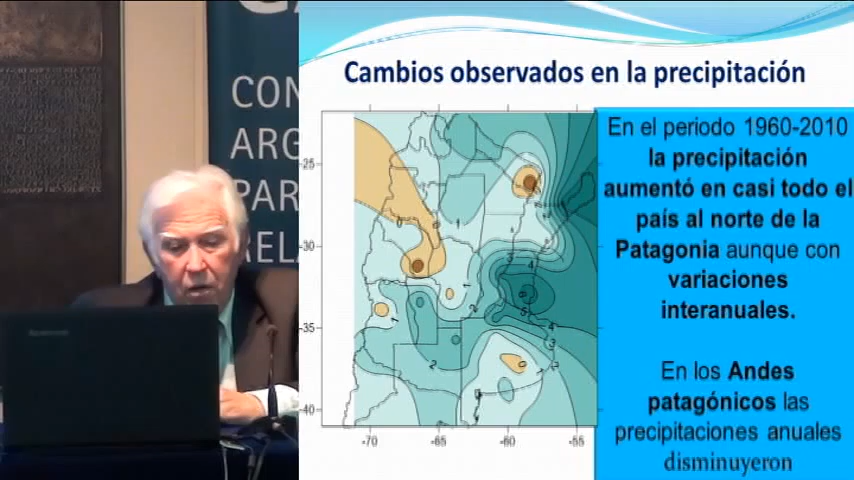 CON
ARG
PAR
RELA
Cambios observados en la precipitación
En el periodo 1960-2010
la precipitación
aumentó en casi todo el
país al norte de la
Patagonia aunque con
variaciones
interanuales.
En los Andes
patagónicos las
precipitaciones anuales
disminuyeron
-25
-30
-35
-40
-70 -65 -60 -55